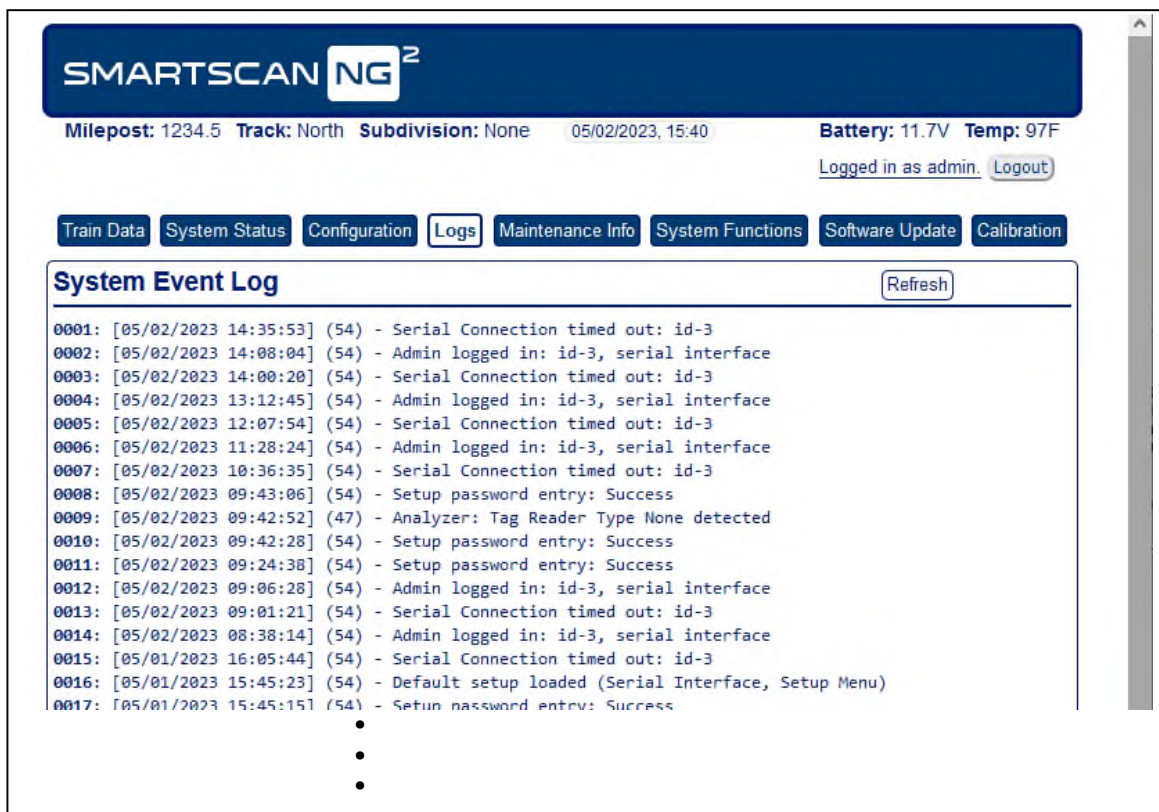 SMARTSCAN NG²
Milepost: 1234.5 Track: North Subdivision: None 05/02/2023, 15:40 Battery: 11.7V Temp: 97F
Logged in as admin. Logout
Train Data System Status Configuration Logs Maintenance Info System Functions Software Update Calibration
System Event Log Refresh
0001: [05/02/2023 14:35:53] (54) - Serial Connection timed out: id-3
0002: [05/02/2023 14:08:04] (54) - Admin logged in: id-3, serial interface
0003: [05/02/2023 14:00:20] (54) - Serial Connection timed out: id-3
0004: [05/02/2023 13:12:45] (54) - Admin logged in: id-3, serial interface
0005: [05/02/2023 12:07:54] (54) - Serial Connection timed out: id-3
0006: [05/02/2023 11:28:24] (54) - Admin logged in: id-3, serial interface
0007: [05/02/2023 10:36:35] (54) - Serial Connection timed out: id-3
0008: [05/02/2023 09:43:06] (54) - Setup password entry: Success
0009: [05/02/2023 09:42:52] (47) - Analyzer: Tag Reader Type None detected
0010: [05/02/2023 09:42:28] (54) - Setup password entry: Success
0011: [05/02/2023 09:24:38] (54) - Setup password entry: Success
0012: [05/02/2023 09:06:28] (54) - Admin logged in: id-3, serial interface
0013: [05/02/2023 09:01:21] (54) - Serial Connection timed out: id-3
0014: [05/02/2023 08:38:14] (54) - Admin logged in: id-3, serial interface
0015: [05/01/2023 16:05:44] (54) - Serial Connection timed out: id-3
0016: [05/01/2023 15:45:23] (54) - Default setup loaded (Serial Interface, Setup Menu)
0017: [05/01/2023 15:45:15] (54) - Setup password entry: Success